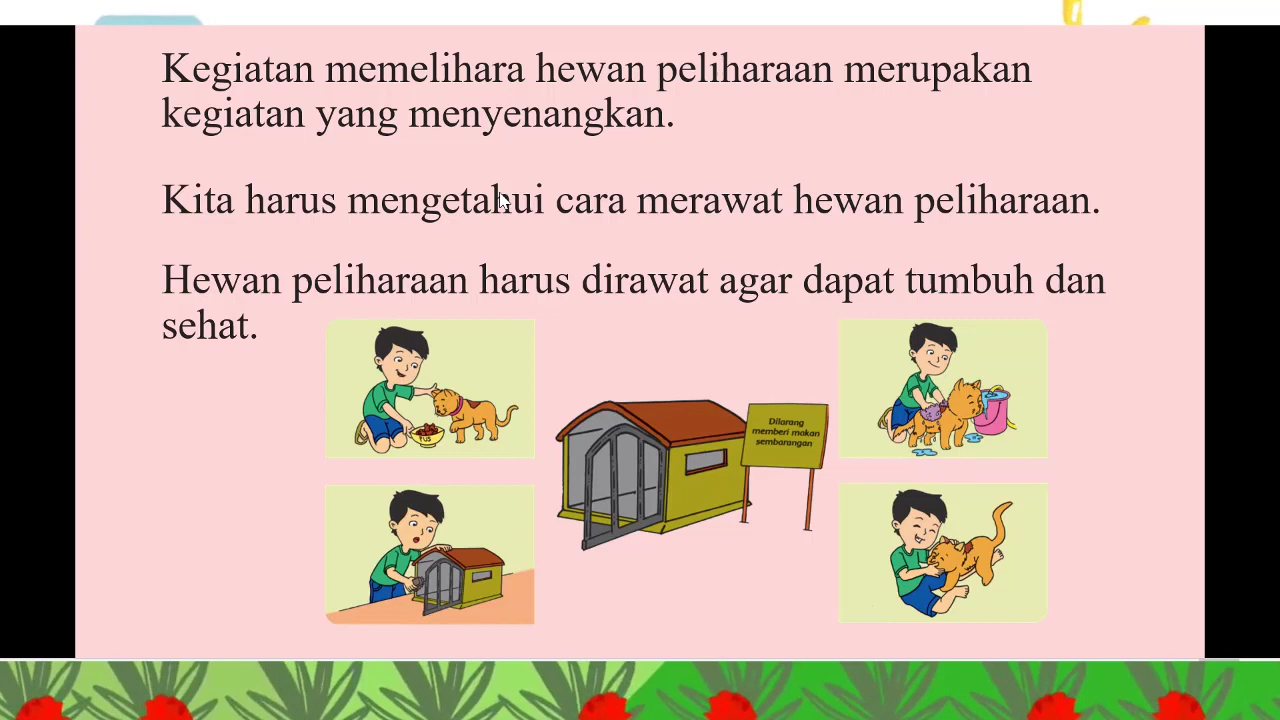 Kegiatan memelihara hewan peliharaan merupakan
kegiatan yang menyenangkan.
Kita harus mengetahui cara merawat hewan peliharaan.
Hewan peliharaan harus dirawat agar dapat tumbuh dan
sehat.
Dilarang
memberi makan
sembarangan
PUS